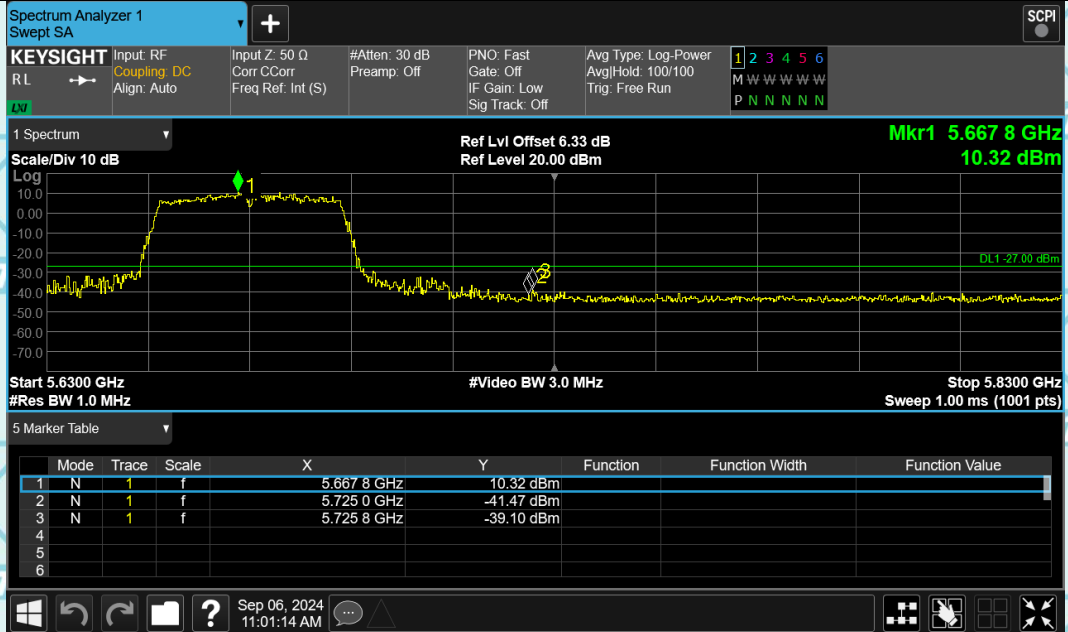 Spectrum Analyzer 1
Swept SA
+
SCPI
KEYSIGHT
RL
LXI
Input: RF
Coupling: DC
Align: Auto
Input Z: 50 Ω
Corr CCorr
Freq Ref: Int (S)
#Atten: 30 dB
Preamp: Off
PNO: Fast
Gate: Off
IF Gain: Low
Sig Track: Off
Avg Type: Log-Power
Avg|Hold: 100/100
Trig: Free Run
1 2 3 4 5 6
M W W W W W
P N N N N N
1 Spectrum
Scale/Div 10 dB
Ref Lvl Offset 6.33 dB
Ref Level 20.00 dBm
Mkr1 5.667 8 GHz
10.32 dBm
Log
10.0
0.00
-10.0
-20.0
-30.0
-40.0
-50.0
-60.0
-70.0
1
2
3
DL1 -27.00 dBm
Start 5.6300 GHz
#Video BW 3.0 MHz
Stop 5.8300 GHz
#Res BW 1.0 MHz
Sweep 1.00 ms (1001 pts)
5 Marker Table
Mode Trace Scale X Y Function Function Width Function Value
1 N 1 f 5.667 8 GHz 10.32 dBm
2 N 1 f 5.725 0 GHz -41.47 dBm
3 N 1 f 5.725 8 GHz -39.10 dBm
4
5
6
?
Sep 06, 2024
11:01:14 AM